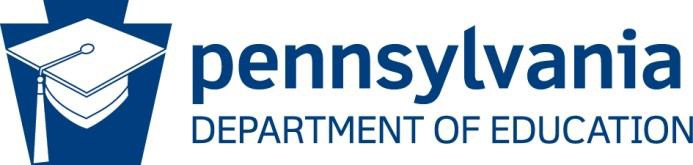 pennsylvania
DEPARTMENT OF EDUCATION